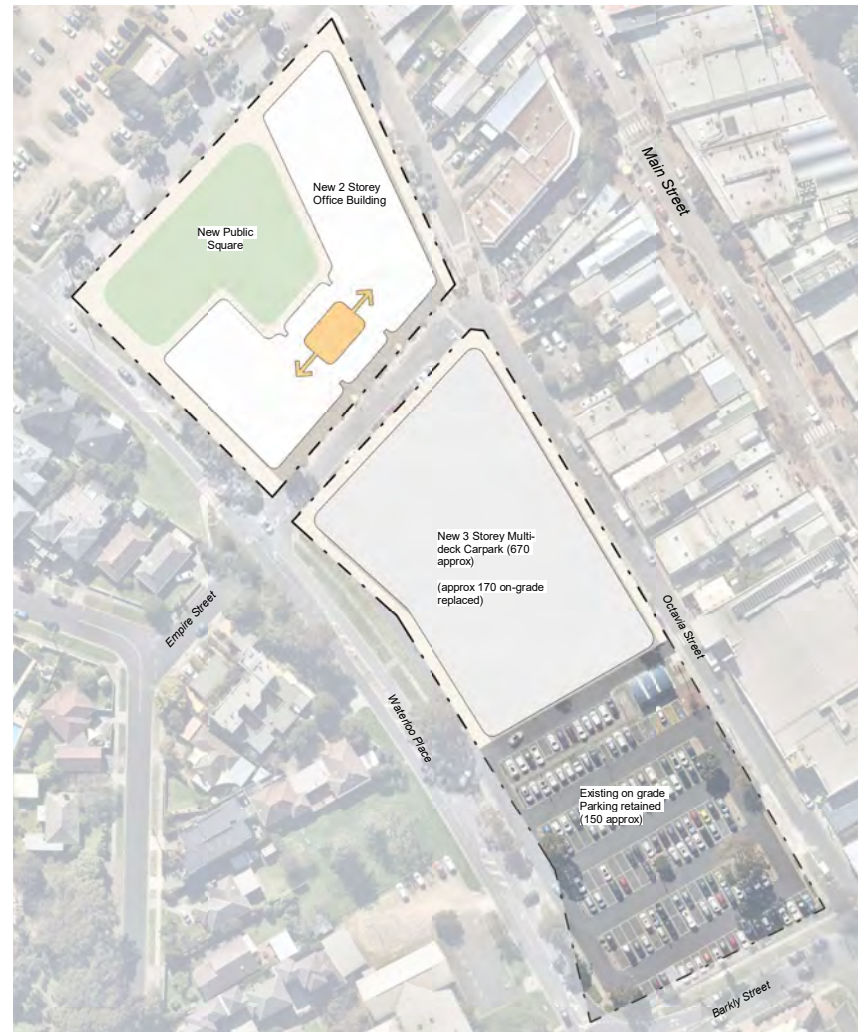 Main Street
New 2 Storey
Office Building
New Public
Square
New 3 Storey Multi-
deck Carpark (670
approx)
(approx 170 on-grade
replaced)
Empire Street
Octavia Street
Waterloo Place
Existing on grade
Parking retained
(150 approx)
Barkly Street